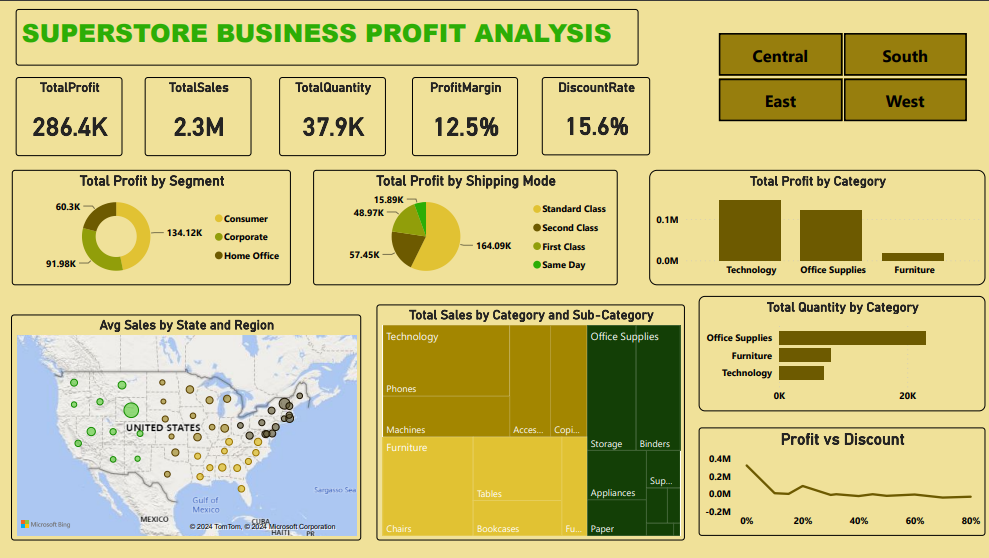 SUPERSTORE BUSINESS PROFIT ANALYSIS
Central
South
East
West
TotalProfit
286.4K
TotalSales
2.3M
TotalQuantity
37.9K
ProfitMargin
12.5%
DiscountRate
15.6%
Total Profit by Segment
60.3K
134.12K
91.98K
Consumer
Corporate
Home Office
Total Profit by Shipping Mode
15.89K
48.97K
57.45K
164.09K
Standard Class
Second Class
First Class
Same Day
Total Profit by Category
0.1M
0.0M
Technology
Office Supplies
Furniture
Avg Sales by State and Region
UNITED STATES
Gulf of
Mexico
Sargasso Sea
MEXICO
CUBA
HAITI
PR
Microsoft Bing
© 2024 TomTom, © 2024 Microsoft Corporation
Total Sales by Category and Sub-Category
Technology
Phones
Machines
Acces...
Copi...
Furniture
Chairs
Tables
Bookcases
Fu...
Office Supplies
Storage
Binders
Appliances
Sup...
Paper
Total Quantity by Category
Office Supplies
Furniture
Technology
0K
20K
Profit vs Discount
0.4M
0.2M
0.0M
-0.2M
0%
20%
40%
60%
80%